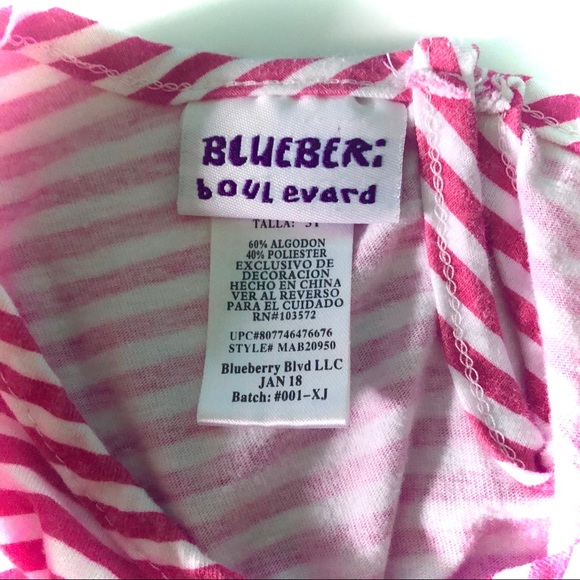 BLUEBERi
boulevard
TALLA:
60% ALGODON
40% POLIESTER
EXCLUSIVO DE
DECORACION
HECHO EN CHINA
VER AL REVERSO
PARA EL CUIDADO
RN#103572
UPC#807746476676
STYLE# MAB20950
Blueberry Blvd LLC
JAN 18
Batch: #001-XJ